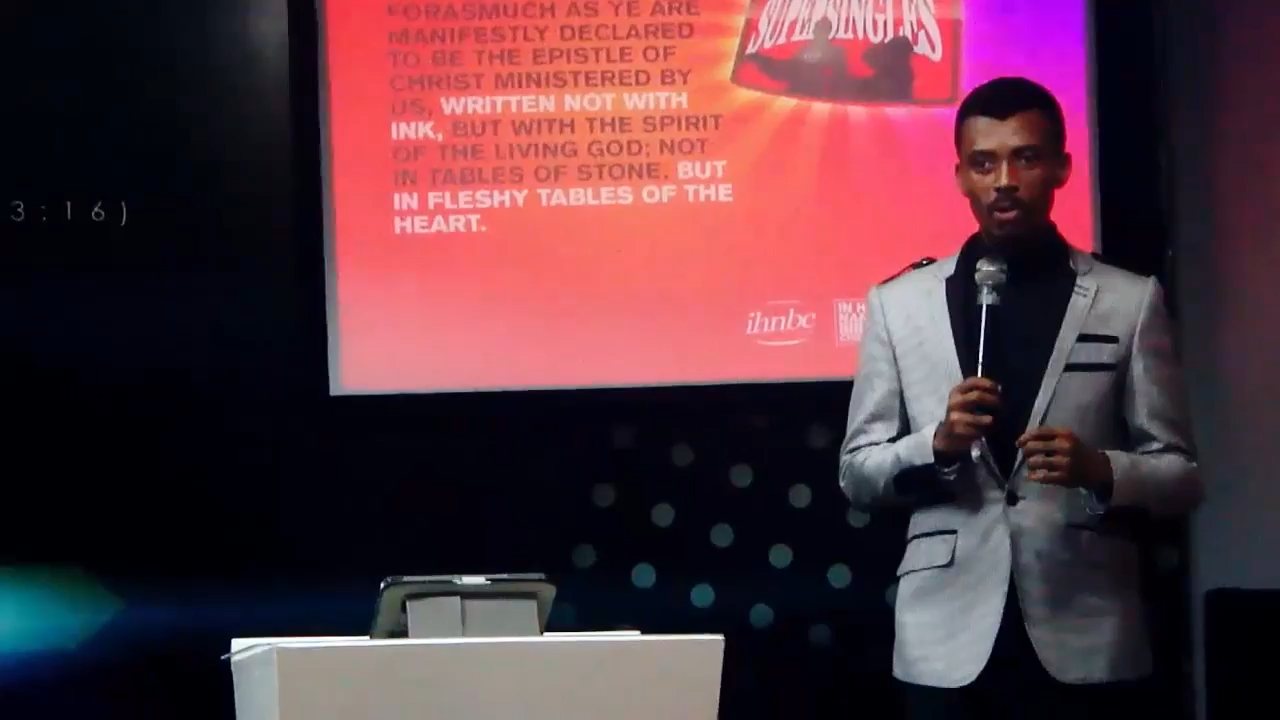 FORASMUCH AS YE ARE
MANIFESTLY DECLARED
TO BE THE EPISTLE OF
CHRIST MINISTERED BY
US, WRITTEN NOT WITH
INK, BUT WITH THE SPIRIT
OF THE LIVING GOD; NOT
IN TABLES OF STONE, BUT
IN FLESHY TABLES OF THE
HEART.
SUPERSINGLES
3:16)
ihnbc
IN H